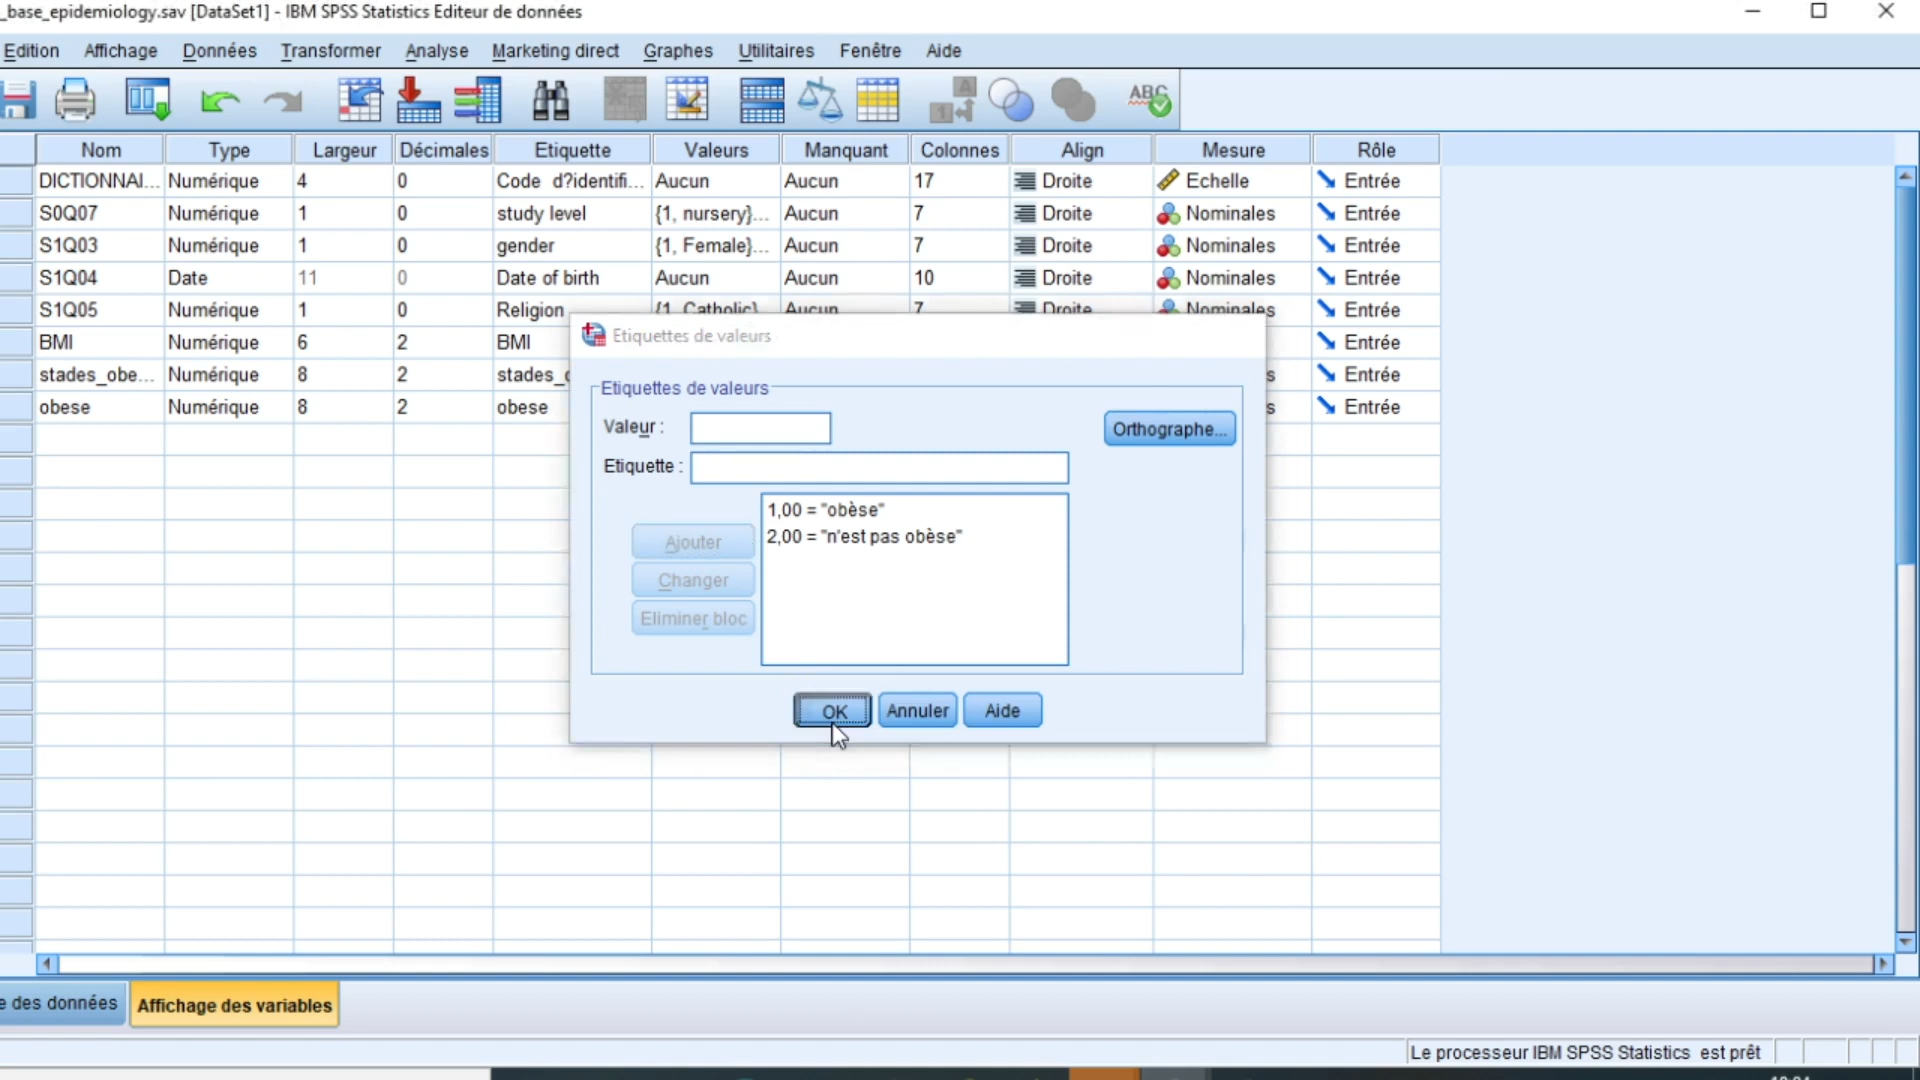 _base_epidemiology.sav [DataSet1] - IBM SPSS Statistics Editeur de données
Edition Affichage Données Transformer Analyse Marketing direct Graphes Utilitaires Fenêtre Aide
Nom Type Largeur Décimales Etiquette Valeurs Manquant Colonnes Align Mesure Rôle
DICTIONNAI... Numérique 4 0 Code d?identifi... Aucun Aucun 17 Droite Echelle Entrée
S0Q07 Numérique 1 0 study level {1, nursery}... Aucun 7 Droite Nominales Entrée
S1Q03 Numérique 1 0 gender {1, Female}... Aucun 7 Droite Nominales Entrée
S1Q04 Date 11 0 Date of birth Aucun Aucun 10 Droite Nominales Entrée
S1Q05 Numérique 1 0 Religion {1, Catholic} Aucun 7 Droite Nominales Entrée
BMI Numérique 6 2 BMI Entrée
stades_obe... Numérique 8 2 stades_ s Entrée
obese Numérique 8 2 obese s Entrée
Etiquettes de valeurs
Etiquettes de valeurs
Valeur :
Orthographe...
Etiquette :
1,00 = "obèse"
2,00 = "n'est pas obèse"
Ajouter
Changer
Eliminer bloc
OK Annuler Aide
e des données Affichage des variables
Le processeur IBM SPSS Statistics est prêt